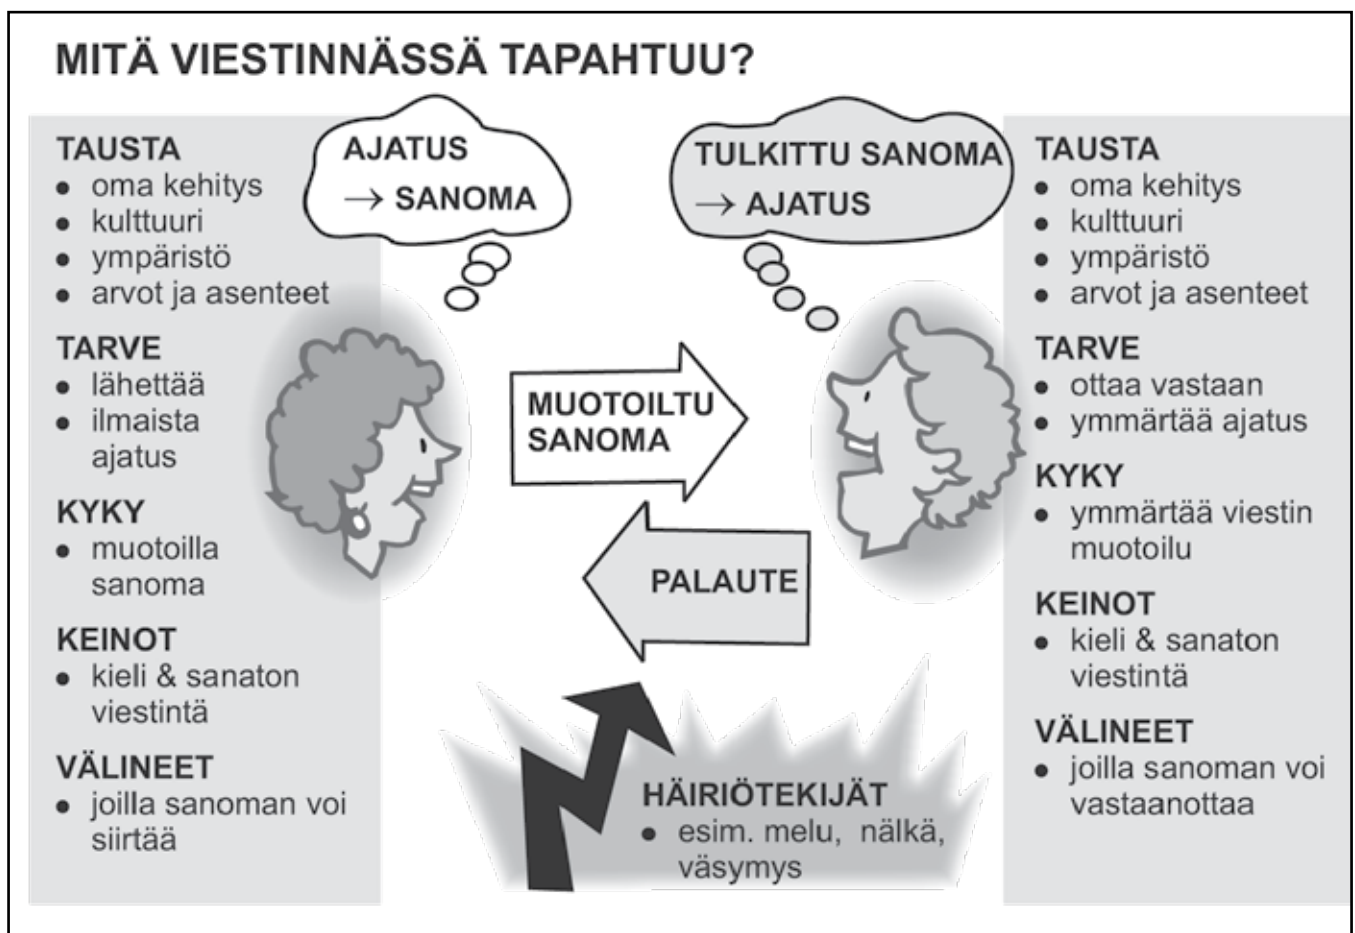 MITÄ VIESTINNÄSSÄ TAPAHTUU?
TAUSTA
• oma kehitys
• kulttuuri
• ympäristö
• arvot ja asenteet
TARVE
• lähettää
• ilmaista
ajatus
KYKY
• muotoilla
sanoma
KEINOT
• kieli & sanaton
viestintä
VÄLINEET
• joilla sanoman voi
siirtää
AJATUS
→ SANOMA
TULKITTU SANOMA
→ AJATUS
MUOTOILTU
SANOMA
PALAUTE
HÄIRIÖTEKIJÄT
• esim. melu, nälkä,
väsymys
TAUSTA
• oma kehitys
• kulttuuri
• ympäristö
• arvot ja asenteet
TARVE
• ottaa vastaan
• ymmärtää ajatus
KYKY
• ymmärtää viestin
muotoilu
KEINOT
• kieli & sanaton
viestintä
VÄLINEET
• joilla sanoman voi
vastaanottaa